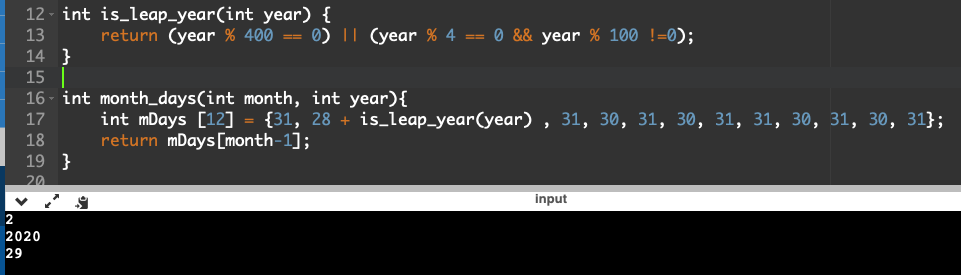 12 int is_leap_year(int year) {
13 return (year % 400 == 0) || (year % 4 == 0 && year % 100 !=0);
14 }
15
16 int month_days(int month, int year){
17 int mDays [12] = {31, 28 + is_leap_year(year) , 31, 30, 31, 30, 31, 31, 30, 31, 30, 31};
18 return mDays[month-1];
19 }
20
input
2
2020
29